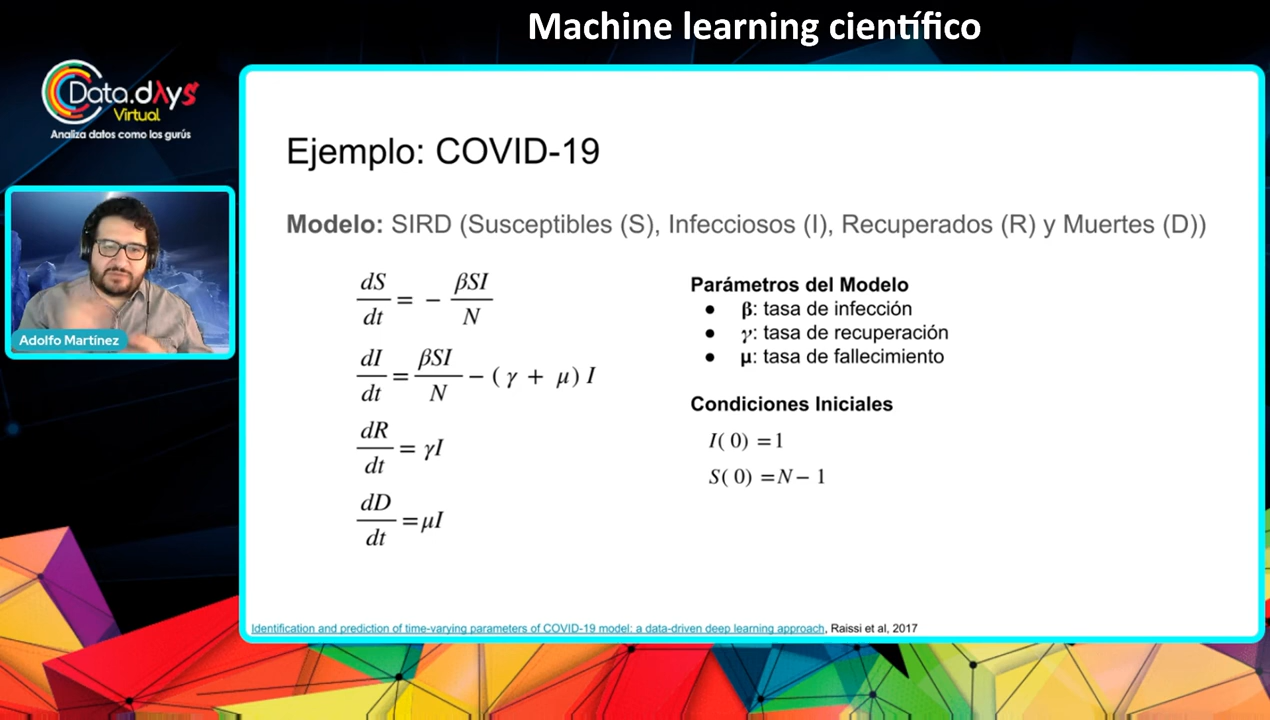 Machine learning científico
Data.dλys
Virtual
Analiza datos como los gurús
Adolfo Martínez
Ejemplo: COVID-19
Modelo: SIRD (Susceptibles (S), Infecciosos (I), Recuperados (R) y Muertes (D))
dS/dt = − βSI/N
dI/dt = βSI/N − ( γ + μ) I
dR/dt = γI
dD/dt = μI
Parámetros del Modelo
● β: tasa de infección
● γ: tasa de recuperación
● μ: tasa de fallecimiento
Condiciones Iniciales
I( 0) = 1
S( 0) = N − 1
Identification and prediction of time-varying parameters of COVID-19 model: a data-driven deep learning approach, Raissi et al, 2017